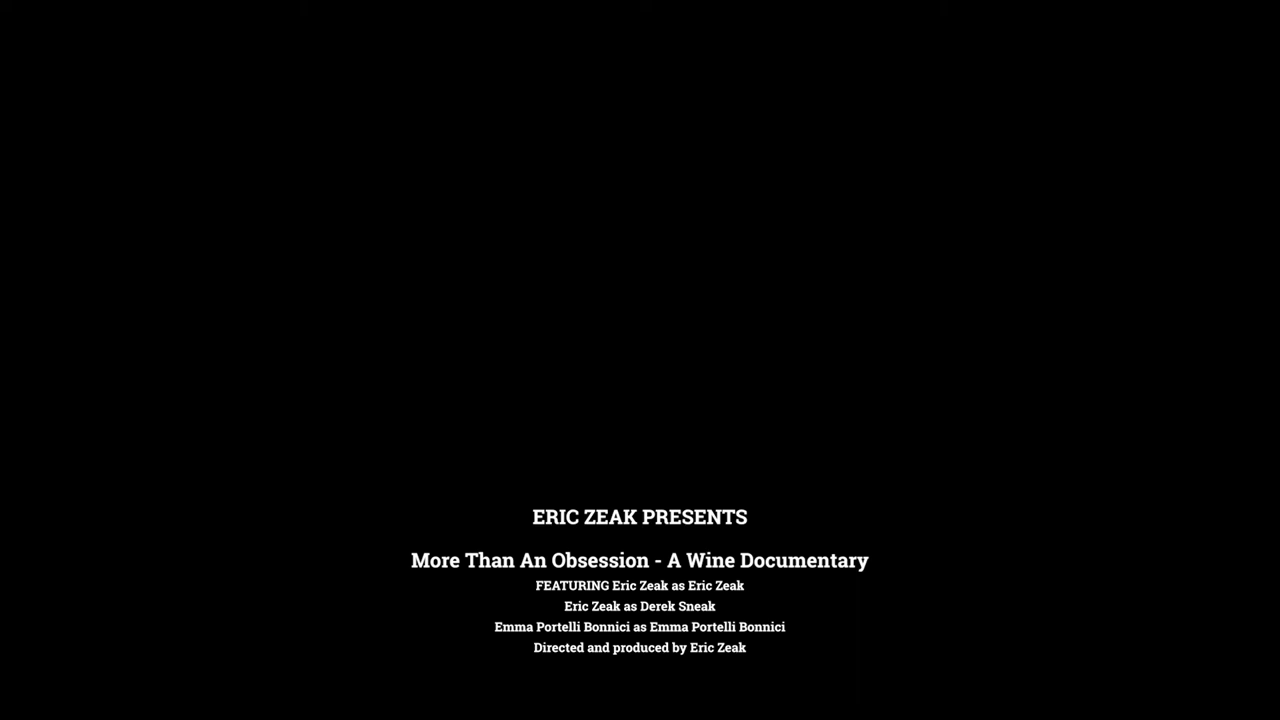 ERIC ZEAK PRESENTS
More Than An Obsession - A Wine Documentary
FEATURING Eric Zeak as Eric Zeak
Eric Zeak as Derek Sneak
Emma Portelli Bonnici as Emma Portelli Bonnici
Directed and produced by Eric Zeak